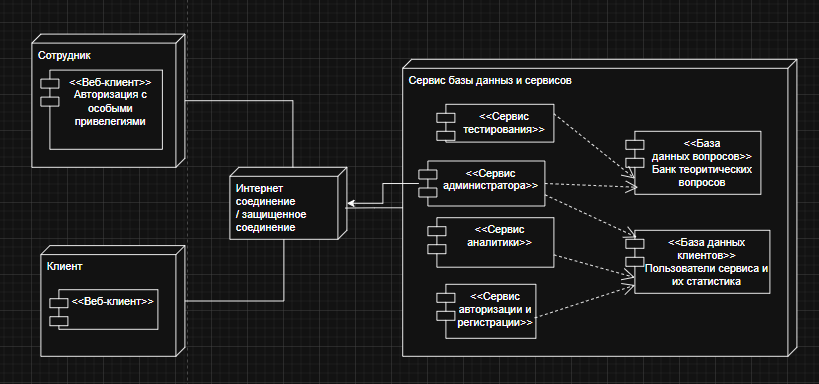 Сотрудник
<<Веб-клиент>>
Авторизация с
особыми
привелегиями
Сервис базы данныз и сервисов
<<Сервис
тестирования>>
<<База
данных вопросов>>
Банк теоритических
вопросов
<<Сервис
администратора>>
Интернет
соединение
/ защищенное
соединение
<<Сервис
аналитики>>
<<База данных
клиентов>>
Пользователи сервиса и
их статистика
Клиент
<<Веб-клиент>>
<<Сервис
авторизации и
регистрации>>